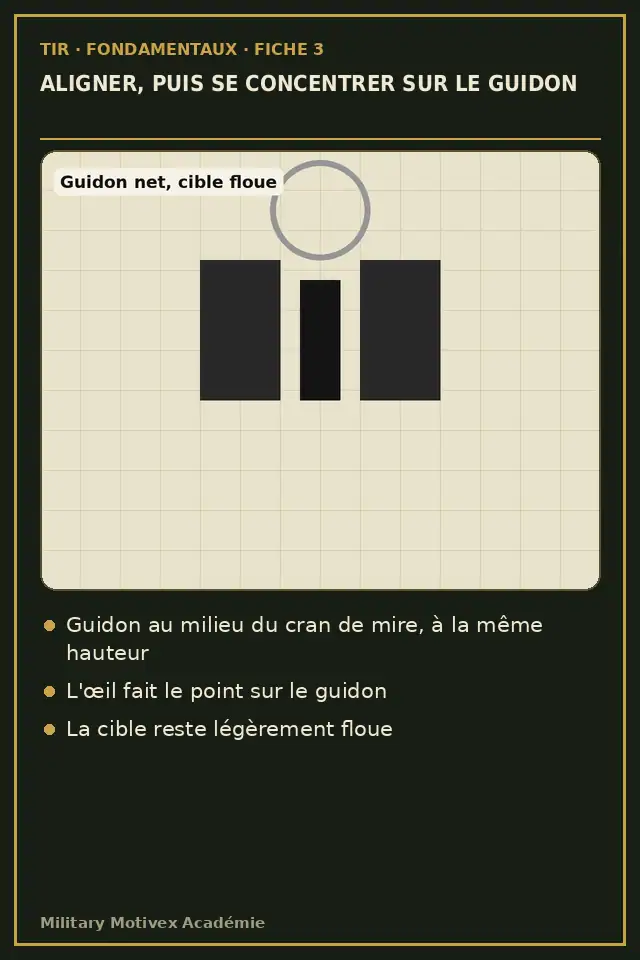 TIR · FONDAMENTAUX · FICHE 3
ALIGNER, PUIS SE CONCENTRER SUR LE GUIDON
Guidon net, cible floue
Guidon au milieu du cran de mire, à la même
hauteur
L'œil fait le point sur le guidon
La cible reste légèrement floue
Military Motivex Académie